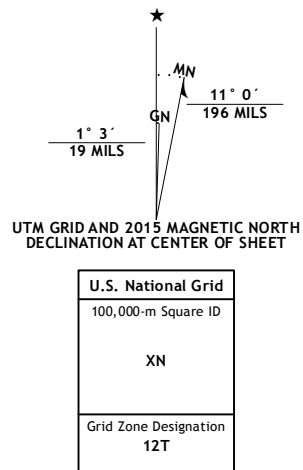 MN
GN
11° 0´
196 MILS
1° 3´
19 MILS
UTM GRID AND 2015 MAGNETIC NORTH
DECLINATION AT CENTER OF SHEET
U.S. National Grid
100,000-m Square ID
XN
Grid Zone Designation
12T